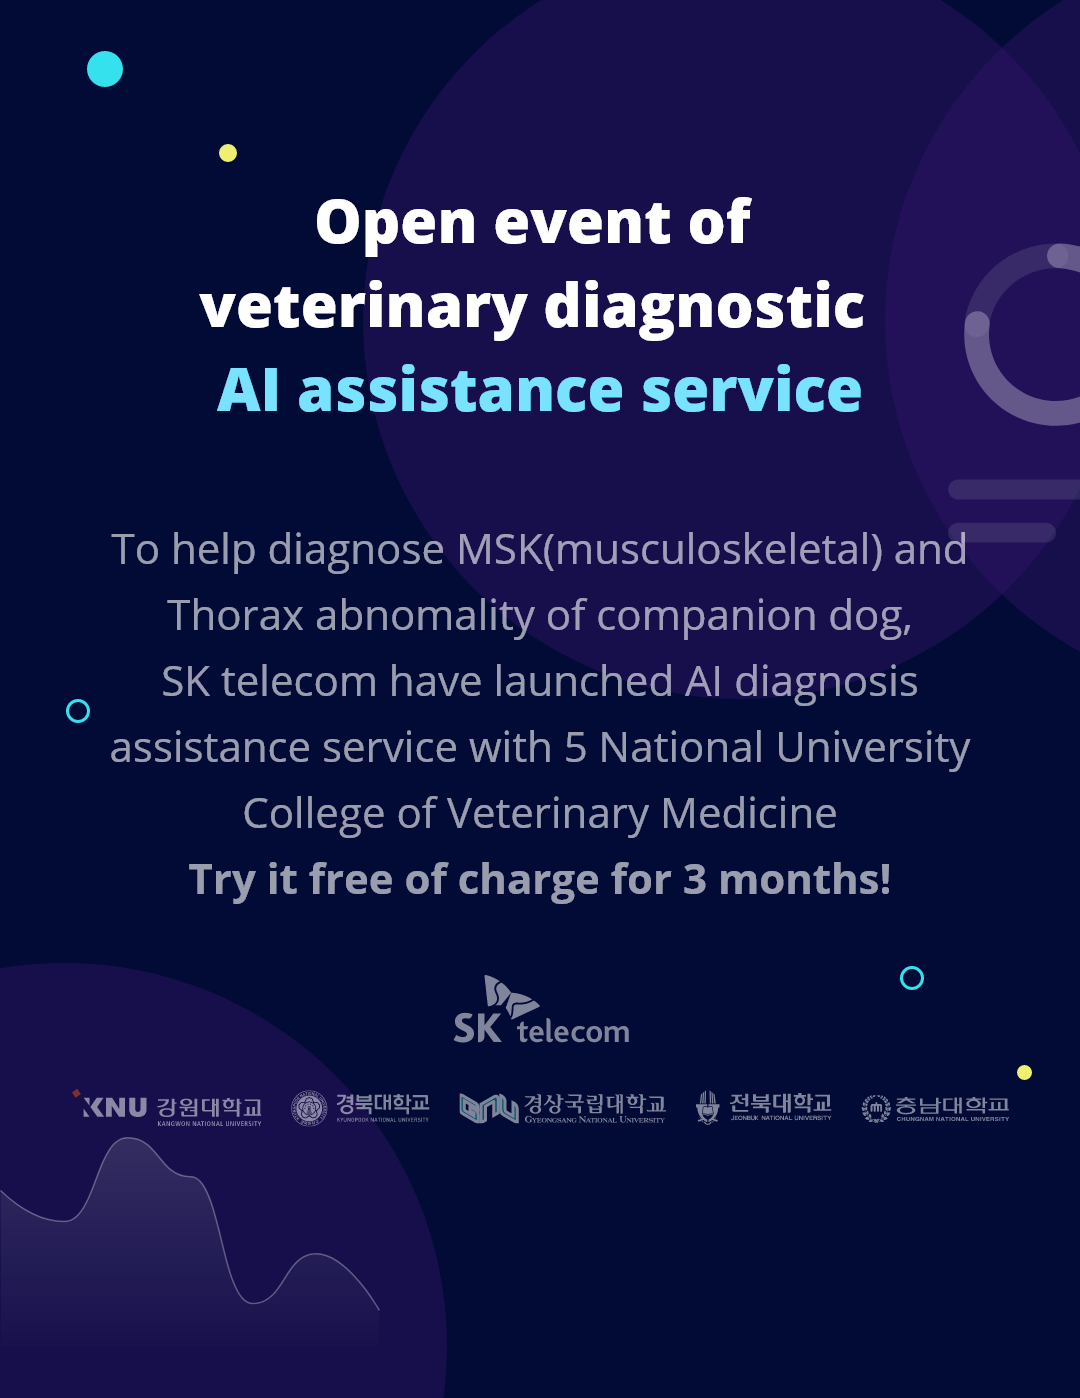 Open event of
veterinary diagnostic
AI assistance service
To help diagnose MSK(musculoskeletal) and
Thorax abnomality of companion dog,
SK telecom have launched AI diagnosis
assistance service with 5 National University
College of Veterinary Medicine
Try it free of charge for 3 months!
SK telecom
KNU 강원대학교
KANGWON NATIONAL UNIVERSITY
경북대학교
KYUNGPOOK NATIONAL UNIVERSITY
GNU 경상국립대학교
GYEONGSANG NATIONAL UNIVERSITY
전북대학교
JEONBUK NATIONAL UNIVERSITY
충남대학교
CHUNGNAM NATIONAL UNIVERSITY